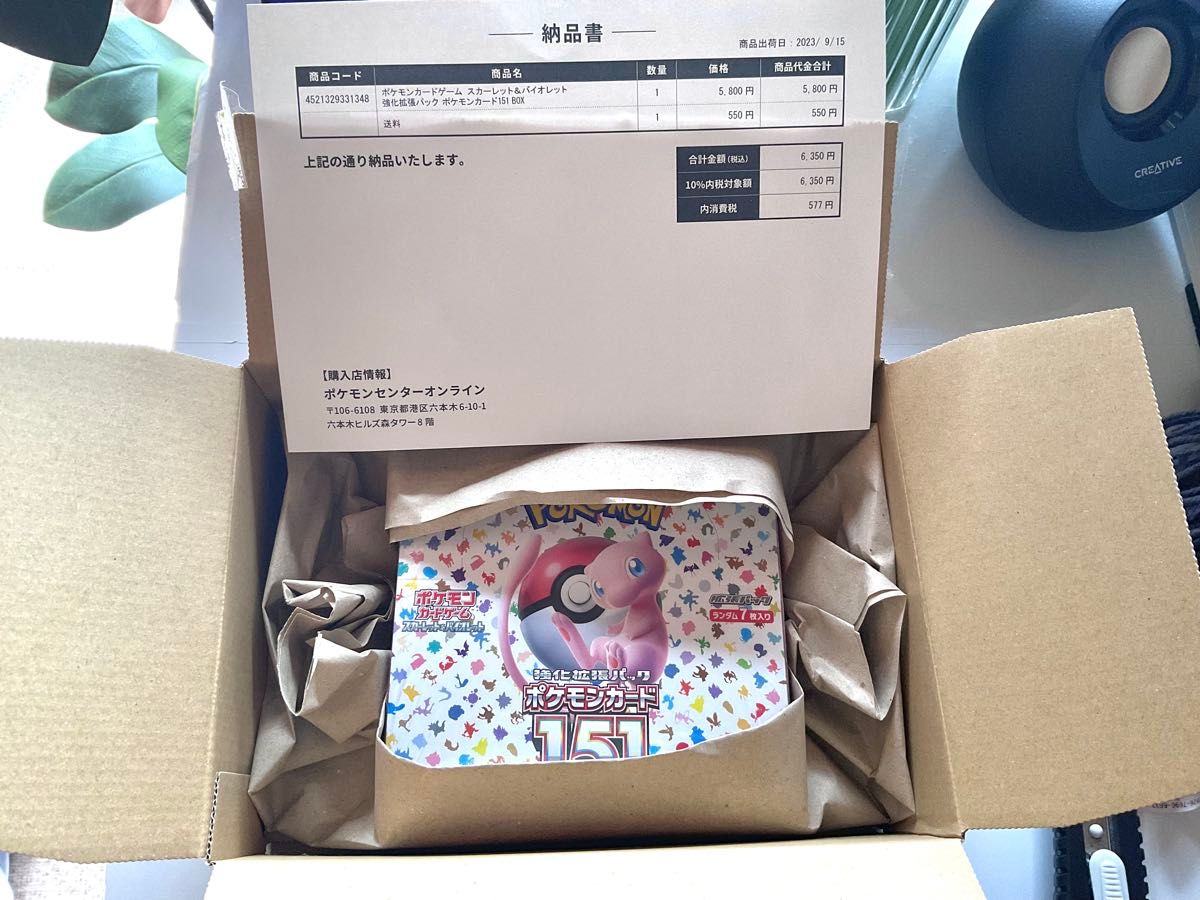 納品書
商品出荷日：2023/ 9/15
商品コード 商品名 数量 価格 商品代金合計
4521329331348 ポケモンカードゲーム スカーレット&バイオレット 1 5,800 円 5,800 円
強化拡張パック ポケモンカード151 BOX
送料 1 550 円 550 円
上記の通り納品いたします。
合計金額(税込) 6,350 円
10%内税対象額 6,350 円
内消費税 577 円
【購入店情報】
ポケモンセンターオンライン
〒106-6108 東京都港区六本木6-10-1
六本木ヒルズ森タワー8階
CREATIVE
POKÉMON
ポケモン
カードゲーム
スカーレット&バイオレット
拡張パック
ランダム7枚入り
強化拡張パック
ポケモンカード
151